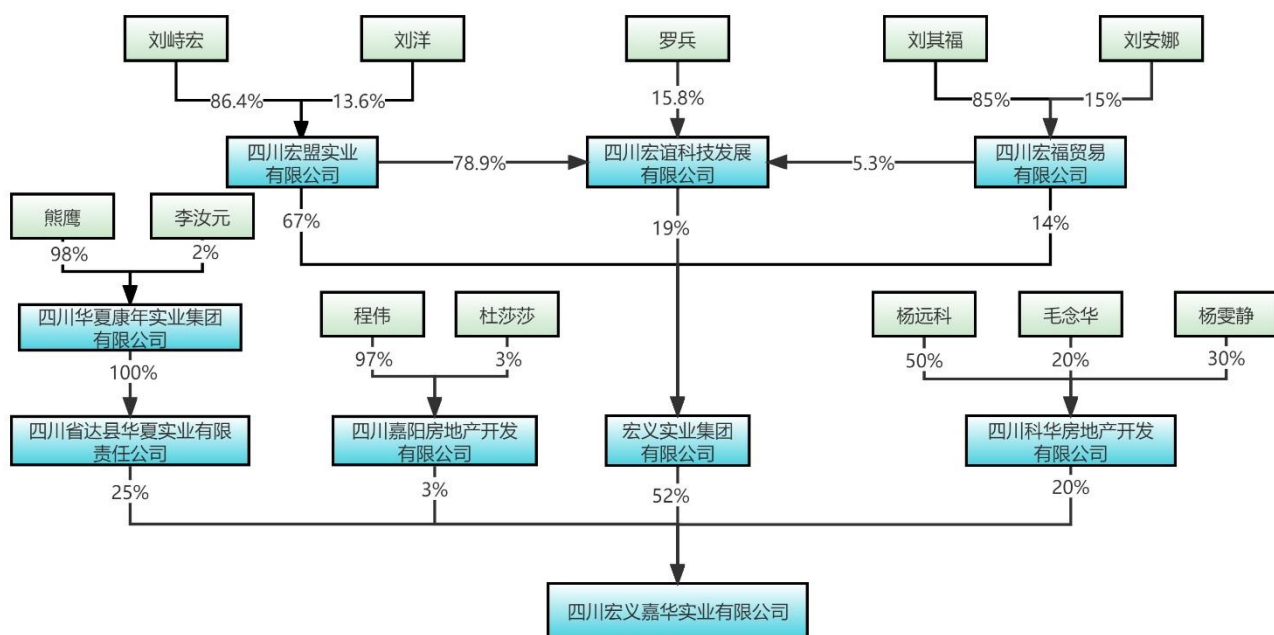 刘峙宏
刘洋
罗兵
刘其福
刘安娜
86.4%
13.6%
15.8%
85%
15%
四川宏盟实业
有限公司
78.9%
四川宏谊科技发展
有限公司
5.3%
四川宏福贸易
有限公司
熊鹰
李汝元
67%
19%
14%
98%
2%
四川华夏康年实业集团
有限公司
程伟
杜莎莎
杨远科
毛念华
杨雯静
97%
3%
50%
20%
30%
100%
四川省达县华夏实业有限
责任公司
四川嘉阳房地产开发
有限公司
宏义实业集团
有限公司
四川科华房地产开发
有限公司
25%
3%
52%
20%
四川宏义嘉华实业有限公司